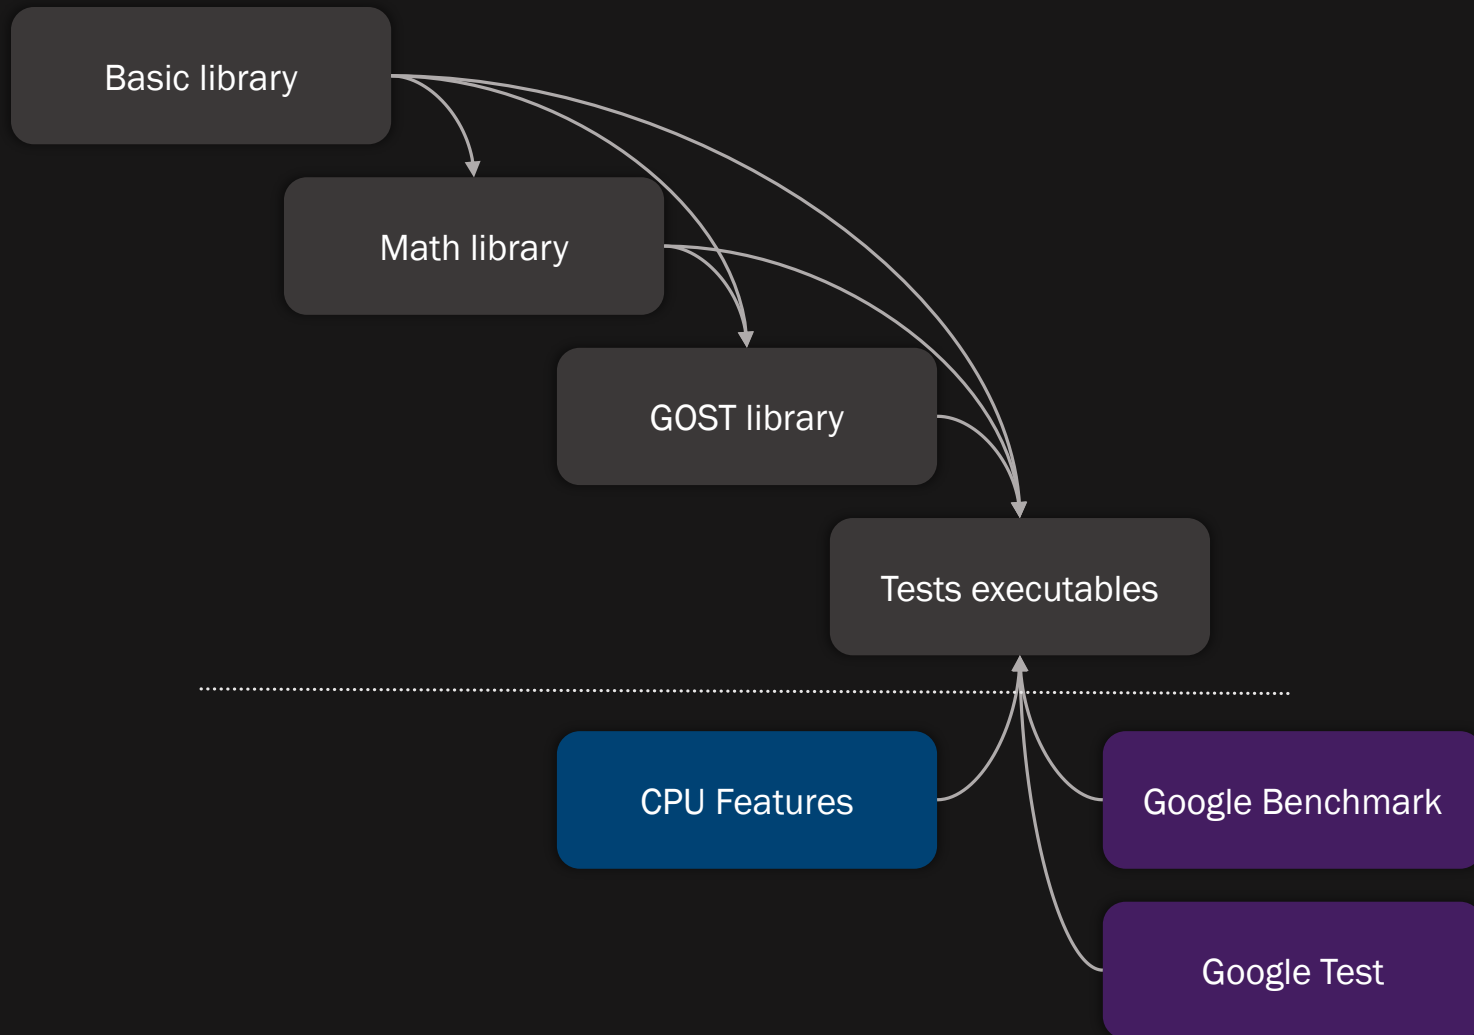 Basic library
Math library
GOST library
Tests executables
CPU Features
Google Benchmark
Google Test